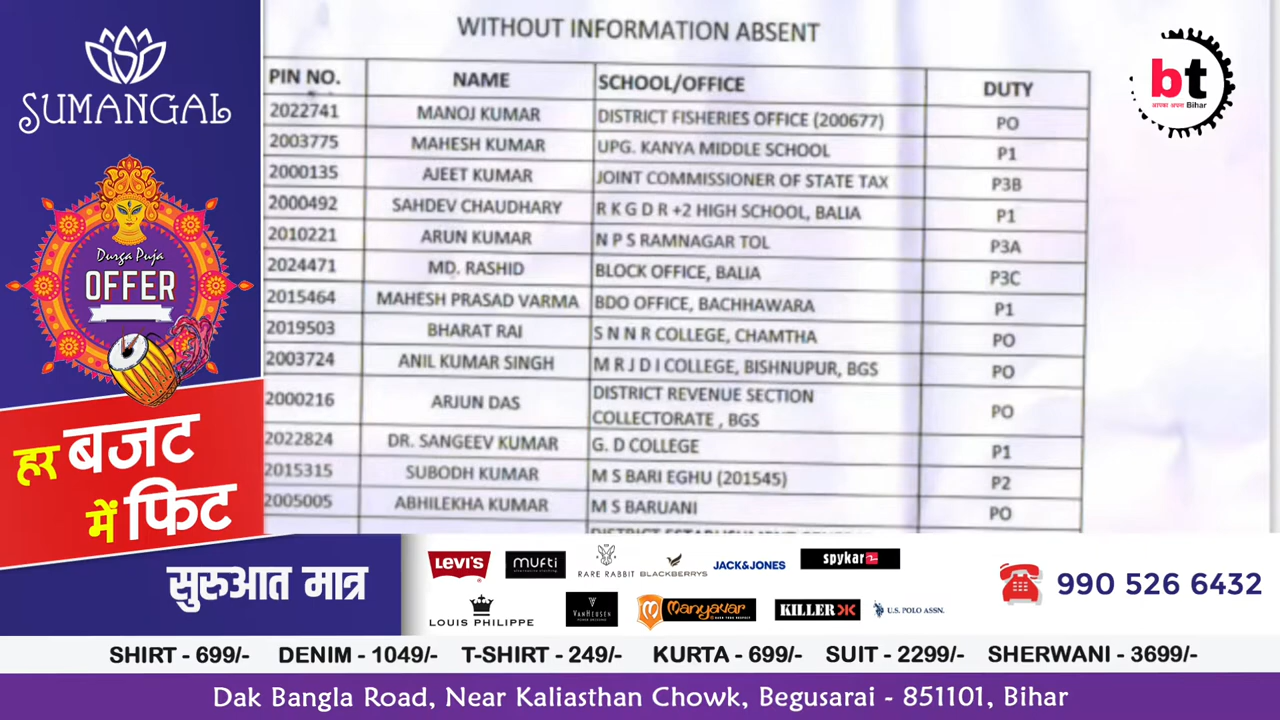 SUMANGAL
Durga Puja
OFFER
हर बजट
में फिट
सुरुआत मात्र
WITHOUT INFORMATION ABSENT
PIN NO. NAME SCHOOL/OFFICE DUTY
2022741 MANOJ KUMAR DISTRICT FISHERIES OFFICE (200677) PO
2003775 MAHESH KUMAR UPG. KANYA MIDDLE SCHOOL P1
2000135 AJEET KUMAR JOINT COMMISSIONER OF STATE TAX P3B
2000492 SAHDEV CHAUDHARY R K G D R +2 HIGH SCHOOL, BALIA P1
2010221 ARUN KUMAR N P S RAMNAGAR TOL P3A
2024471 MD. RASHID BLOCK OFFICE, BALIA P3C
2015464 MAHESH PRASAD VARMA BDO OFFICE, BACHHAWARA P1
2019503 BHARAT RAI S N N R COLLEGE, CHAMTHA PO
2003724 ANIL KUMAR SINGH M R J D I COLLEGE, BISHNUPUR, BGS PO
2000216 ARJUN DAS DISTRICT REVENUE SECTION PO
COLLECTORATE , BGS
2022824 DR. SANGEEV KUMAR G. D COLLEGE P1
2015315 SUBODH KUMAR M S BARI EGHU (201545) P2
2005005 ABHILEKHA KUMAR M S BARUANI PO
bt
आपका अपना Bihar
LEVI'S mufti RARE RABBIT BLACKBERRYS JACK&JONES spykar
LOUIS PHILIPPE VAN HEUSEN Manyavar KILLER U.S. POLO ASSN.
990 526 6432
SHIRT - 699/- DENIM - 1049/- T-SHIRT - 249/- KURTA - 699/- SUIT - 2299/- SHERWANI - 3699/-
Dak Bangla Road, Near Kaliasthan Chowk, Begusarai - 851101, Bihar